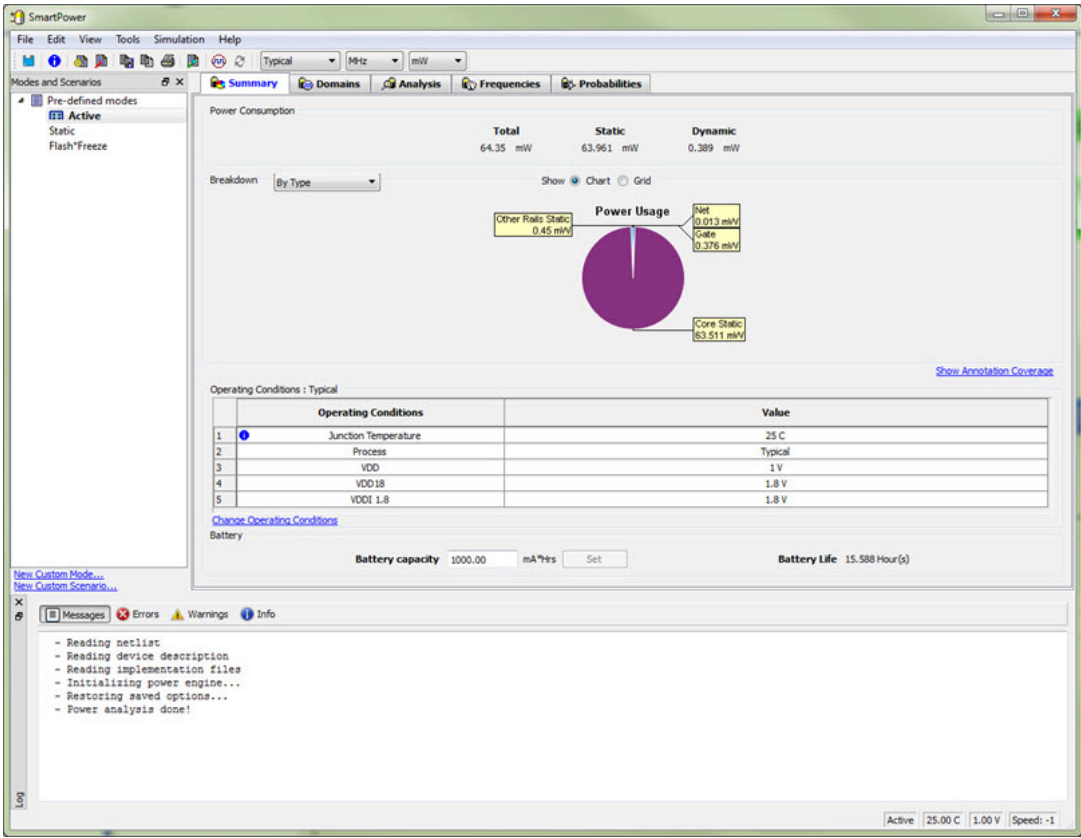 SmartPower
File Edit View Tools Simulation Help
Typical MHz mW
Modes and Scenarios
Pre-defined modes
Active
Static
Flash*Freeze
New Custom Mode...
New Custom Scenario...
Summary Domains Analysis Frequencies Probabilities
Power Consumption
Total Static Dynamic
64.35 mW 63.961 mW 0.389 mW
Breakdown By Type Show Chart Grid
Power Usage
Other Rails Static
0.45 mW
Net
0.013 mW
Gate
0.376 mW
Core Static
63.511 mW
Show Annotation Coverage
Operating Conditions : Typical
Operating Conditions Value
1 Junction Temperature 25 C
2 Process Typical
3 VDD 1 V
4 VDD18 1.8 V
5 VDDI 1.8 1.8 V
Change Operating Conditions
Battery
Battery capacity 1000.00 mA*Hrs Set Battery Life 15.588 Hour(s)
Messages Errors Warnings Info
- Reading netlist
- Reading device description
- Reading implementation files
- Initializing power engine...
- Restoring saved options...
- Power analysis done!
Log
Active 25.00 C 1.00 V Speed: -1